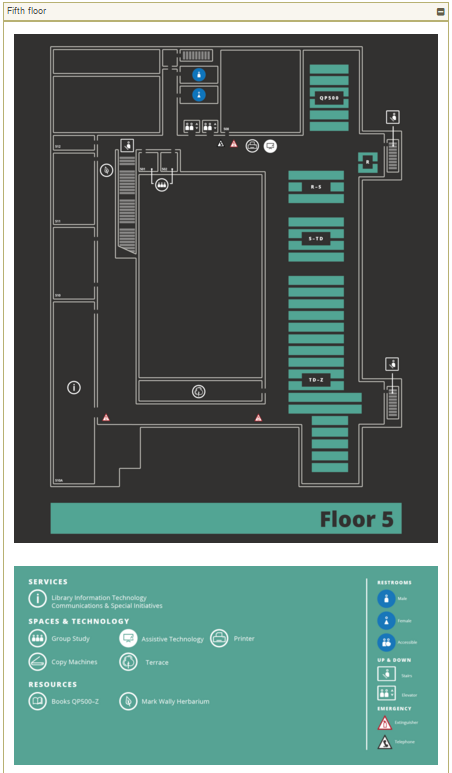 Fifth floor
QP500
R
R-S
S-TD
TD-Z
Floor 5
SERVICES
Library Information Technology
Communications & Special Initiatives
SPACES & TECHNOLOGY
Group Study
Assistive Technology
Printer
Copy Machines
Terrace
RESOURCES
Books QP500–Z
Mark Wally Herbarium
RESTROOMS
Male
Female
Accessible
UP & DOWN
Stairs
Elevator
EMERGENCY
Extinguisher
Telephone